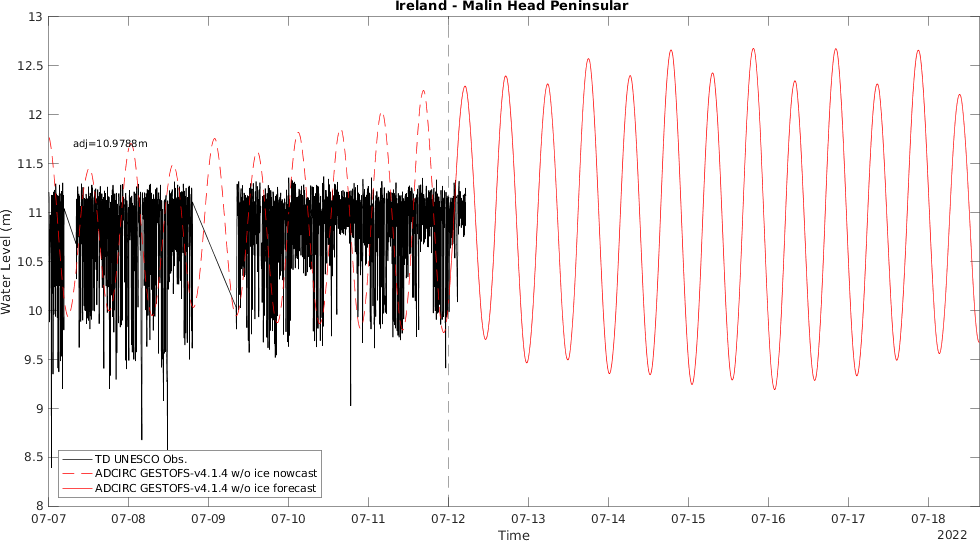 Ireland - Malin Head Peninsular
13
12.5
12
11.5
11
10.5
10
9.5
9
8.5
8
Water Level (m)
adj=10.9788m
TD UNESCO Obs.
ADCIRC GESTOFS-v4.1.4 w/o ice nowcast
ADCIRC GESTOFS-v4.1.4 w/o ice forecast
07-07 07-08 07-09 07-10 07-11 07-12 07-13 07-14 07-15 07-16 07-17 07-18
Time
2022